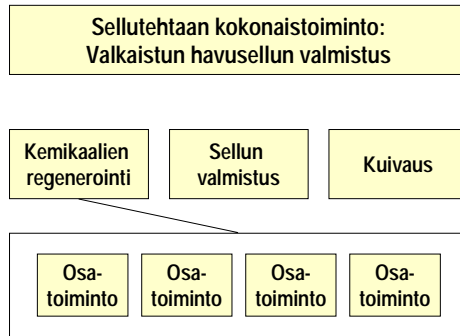 Sellutehtaan kokonaistoiminto:
Valkaistun havusellun valmistus
Kemikaalien
regenerointi
Sellun
valmistus
Kuivaus
Osa-
toiminto
Osa-
toiminto
Osa-
toiminto
Osa-
toiminto